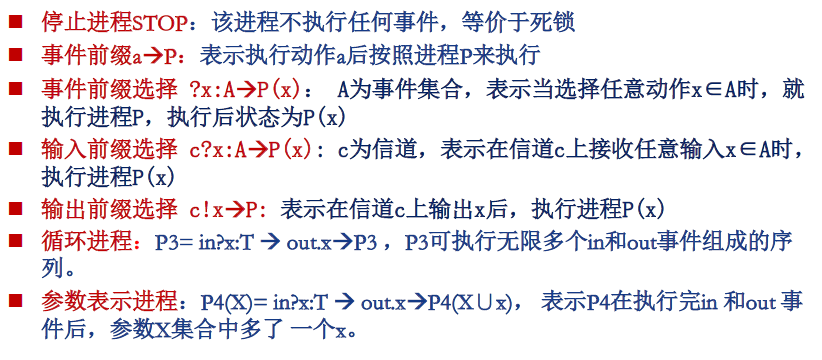 停止进程STOP：该进程不执行任何事件，等价于死锁
事件前缀a→P：表示执行动作a后按照进程P来执行
事件前缀选择 ?x:A→P(x)： A为事件集合，表示当选择任意动作x∈A时，就
执行进程P，执行后状态为P(x)
输入前缀选择 c?x:A→P(x)：c为信道，表示在信道c上接收任意输入x∈A时，
执行进程P(x)
输出前缀选择 c!x→P: 表示在信道c上输出x后，执行进程P(x)
循环进程：P3= in?x:T → out.x→P3 ，P3可执行无限多个in和out事件组成的序
列。
参数表示进程：P4(X)= in?x:T → out.x→P4(X∪x)， 表示P4在执行完in 和out 事
件后，参数X集合中多了 一个x。